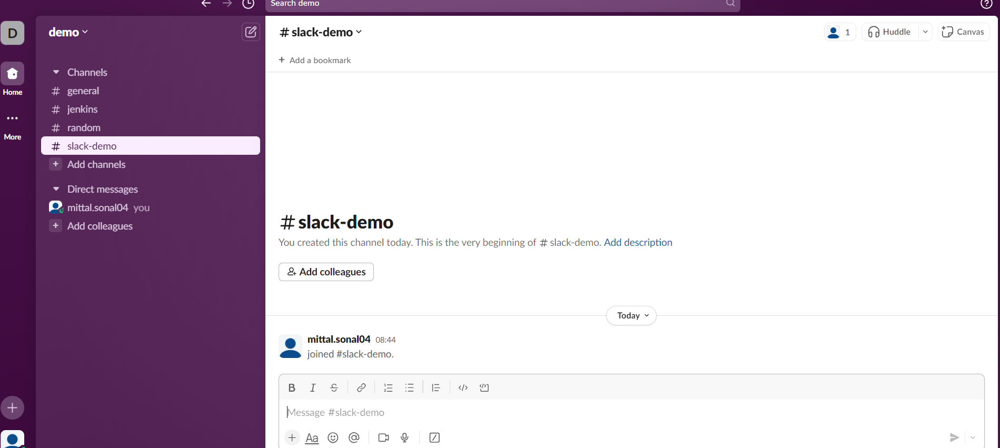 Search demo
D
Home
More
demo
Channels
# general
# jenkins
# random
# slack-demo
+ Add channels
Direct messages
mittal.sonal04 you
+ Add colleagues
# slack-demo
1
Huddle
Canvas
+ Add a bookmark
# slack-demo
You created this channel today. This is the very beginning of # slack-demo. Add description
Add colleagues
Today
mittal.sonal04 08:44
joined #slack-demo.
B I S
Message #slack-demo
+ Aa @